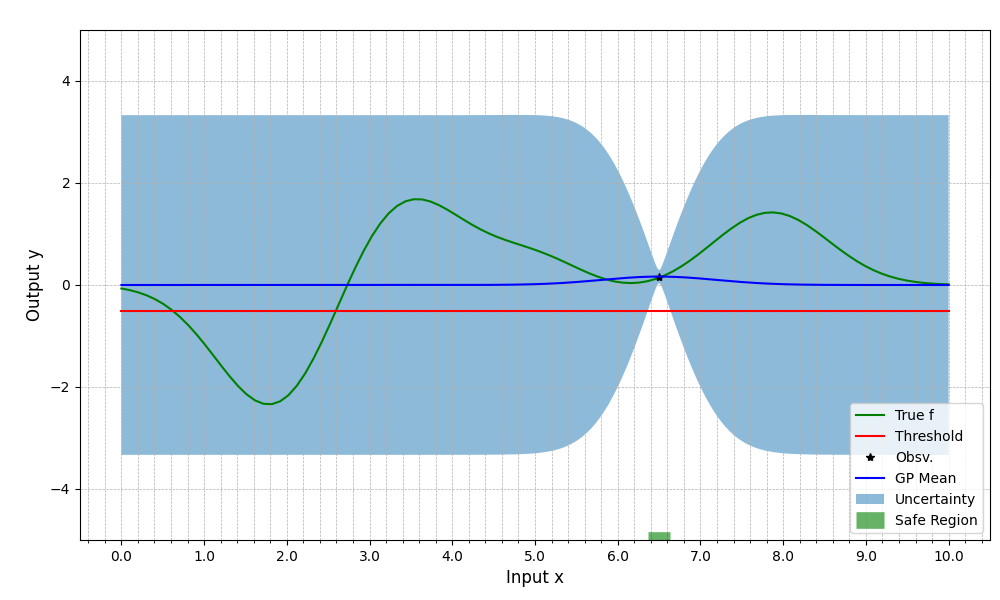 Output y
4
2
0
−2
−4
True f
Threshold
Obsv.
GP Mean
Uncertainty
Safe Region
0.0 1.0 2.0 3.0 4.0 5.0 6.0 7.0 8.0 9.0 10.0
Input x